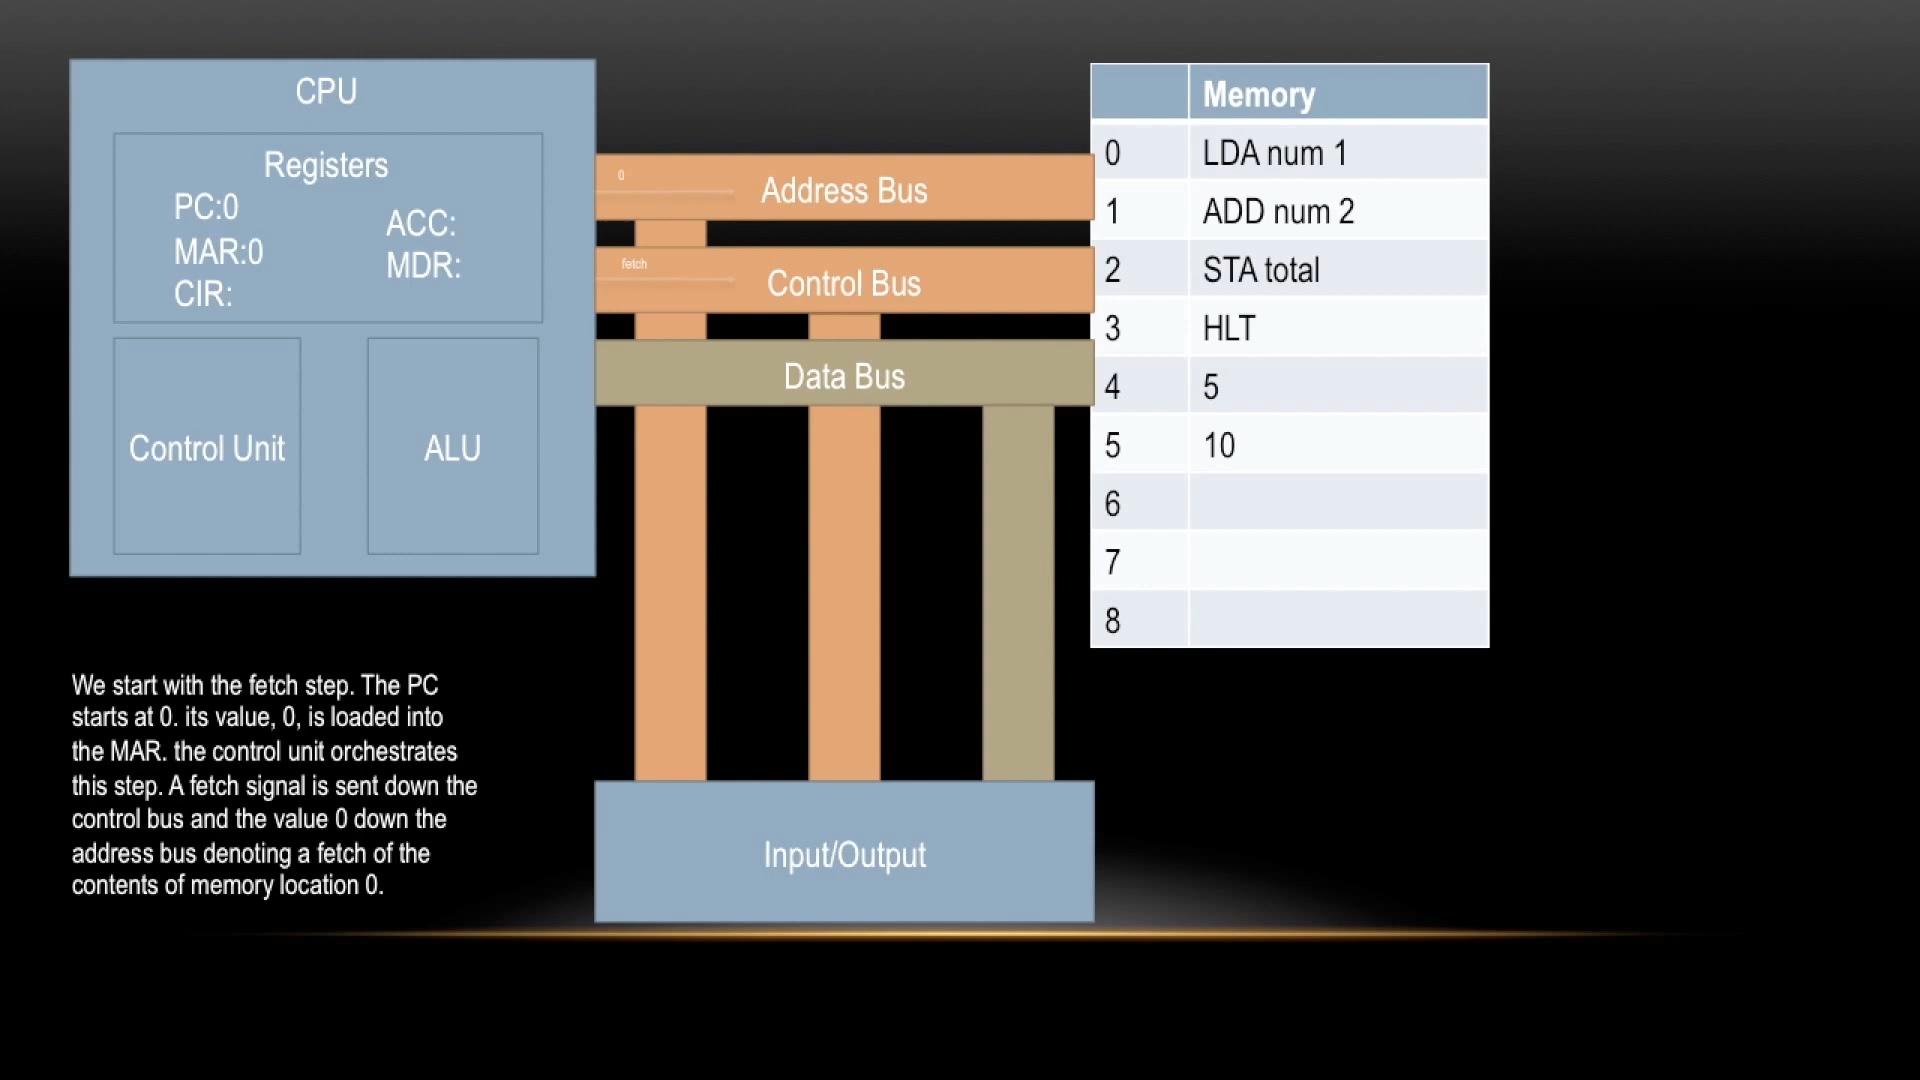 CPU
Registers
PC:0
MAR:0
CIR:
ACC:
MDR:
Control Unit
ALU
0
Address Bus
fetch
Control Bus
Data Bus
Input/Output
Memory
0 LDA num 1
1 ADD num 2
2 STA total
3 HLT
4 5
5 10
6
7
8
We start with the fetch step. The PC
starts at 0. its value, 0, is loaded into
the MAR. the control unit orchestrates
this step. A fetch signal is sent down the
control bus and the value 0 down the
address bus denoting a fetch of the
contents of memory location 0.